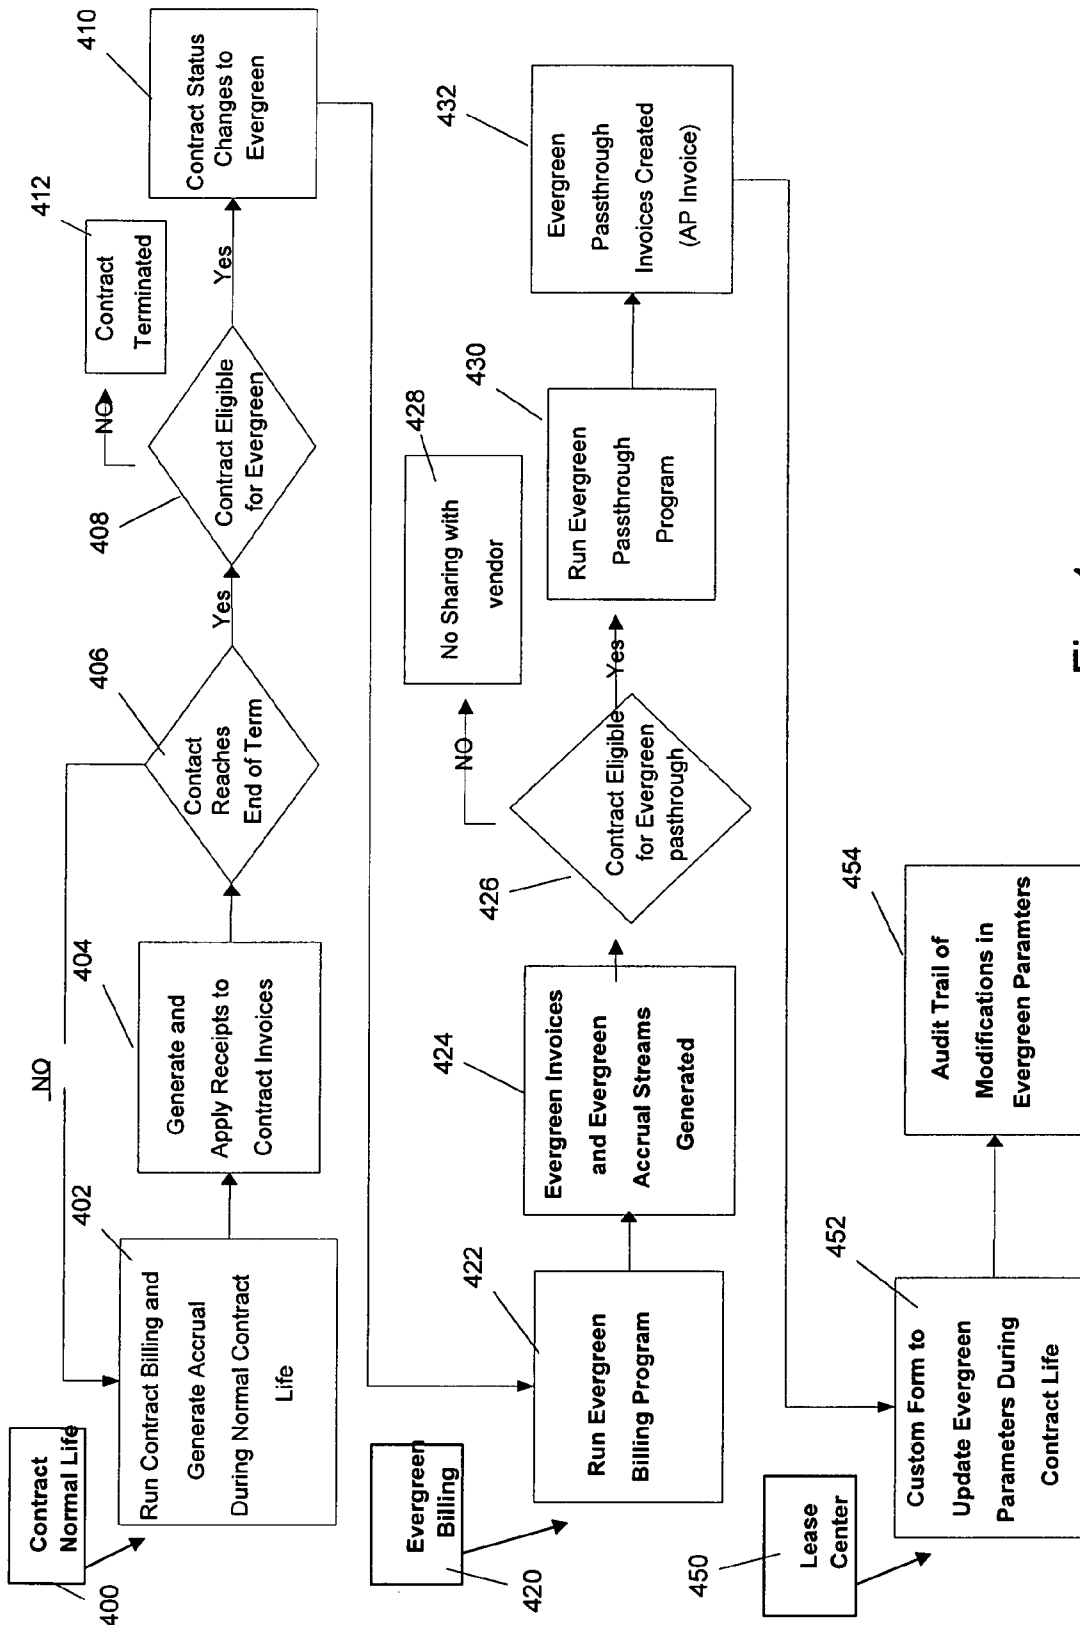 400
Contract
Normal Life
402
Run Contract Billing and
Generate Accrual
During Normal Contract
Life
404
Generate and
Apply Receipts to
Contract Invoices
NO
406
Contact
Reaches
End of Term
Yes
408
Contract Eligible
for Evergreen
NO
412
Contract
Terminated
Yes
410
Contract Status
Changes to
Evergreen
420
Evergreen
Billing
422
Run Evergreen
Billing Program
424
Evergreen Invoices
and Evergreen
Accrual Streams
Generated
426
Contract Eligible
for Evergreen
pasthrough
NO
428
No Sharing with
vendor
Yes
430
Run Evergreen
Passthrough
Program
432
Evergreen
Passthrough
Invoices Created
(AP Invoice)
450
Lease
Center
452
Custom Form to
Update Evergreen
Parameters During
Contract Life
454
Audit Trail of
Modifications in
Evergreen Paramters